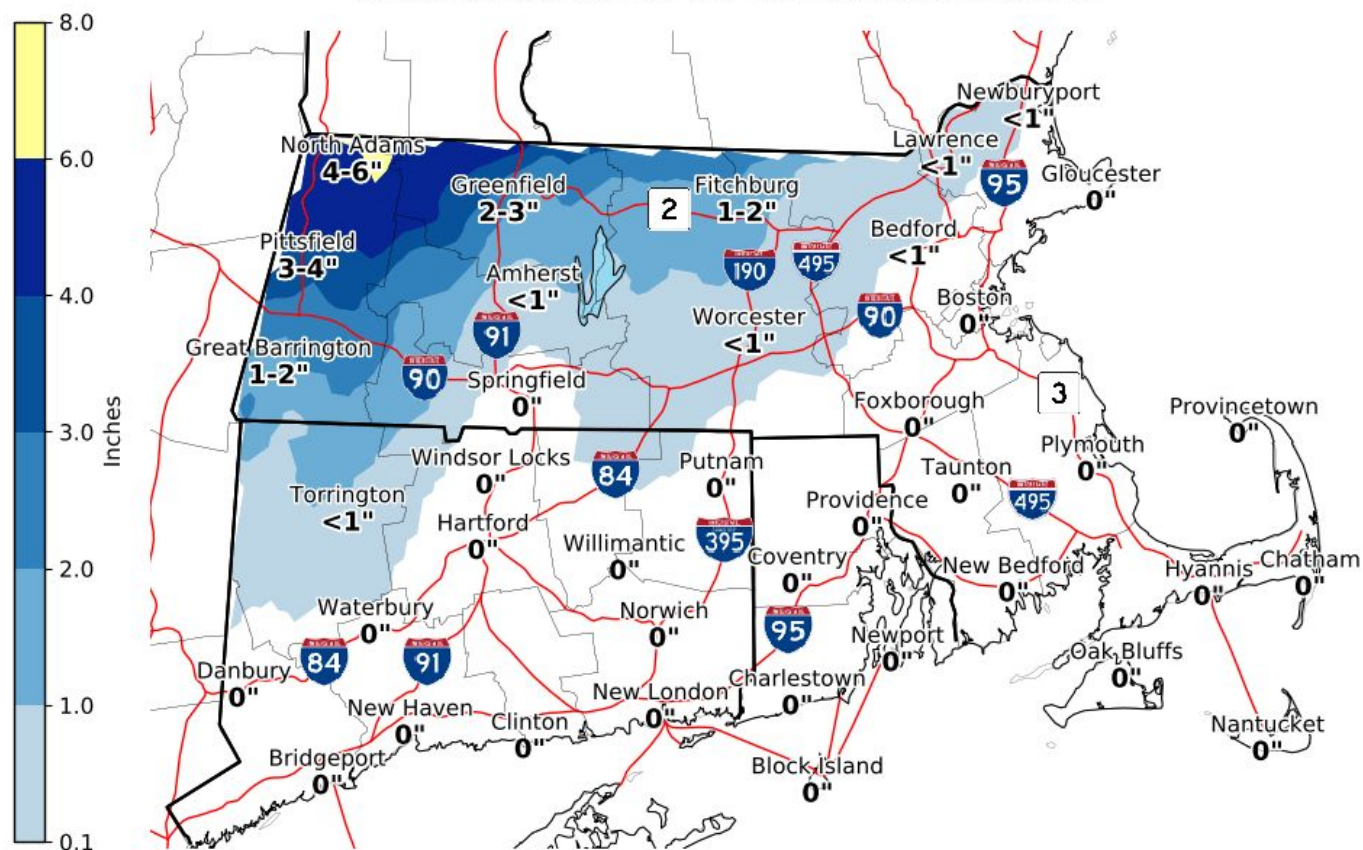 8.0
6.0
4.0
3.0
2.0
1.0
0.1
Inches
Newburyport
<1"
Lawrence
<1"
95
Gloucester
0"
North Adams
4-6"
Greenfield
2-3"
2
Fitchburg
1-2"
Pittsfield
3-4"
Bedford
<1"
190
495
Amherst
<1"
Boston
0"
90
Worcester
<1"
91
Great Barrington
1-2"
90
Springfield
0"
Foxborough
0"
3
Provincetown
0"
Windsor Locks
0"
84
Putnam
0"
Taunton
0"
Plymouth
0"
495
Torrington
<1"
Hartford
0"
Providence
0"
395
Willimantic
0"
Coventry
0"
New Bedford
0"
Hyannis
0"
Chatham
0"
Waterbury
0"
Norwich
0"
95
Newport
0"
84
91
Danbury
0"
Oak Bluffs
0"
New London
0"
Charlestown
0"
New Haven
0"
Clinton
0"
Nantucket
0"
Bridgeport
0"
Block Island
0"